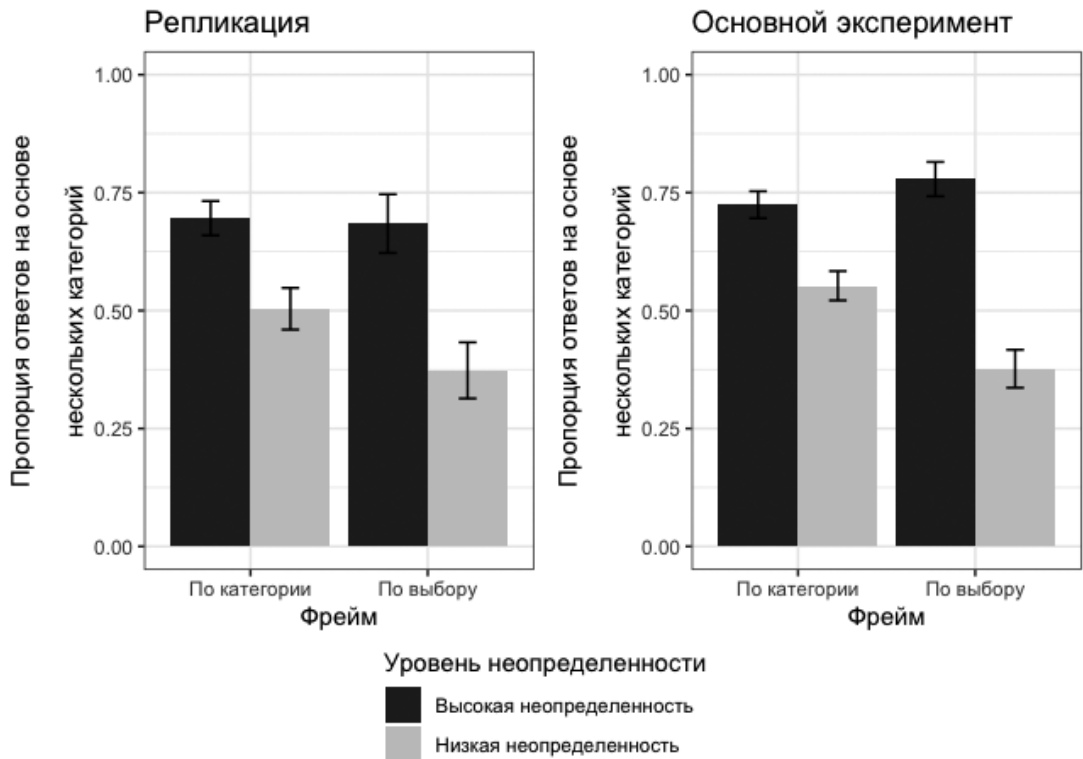 Репликация
Пропорция ответов на основе
нескольких категорий
1.00
0.75
0.50
0.25
0.00
По категории
По выбору
Фрейм
Основной эксперимент
Пропорция ответов на основе
нескольких категорий
1.00
0.75
0.50
0.25
0.00
По категории
По выбору
Фрейм
Уровень неопределенности
Высокая неопределенность
Низкая неопределенность